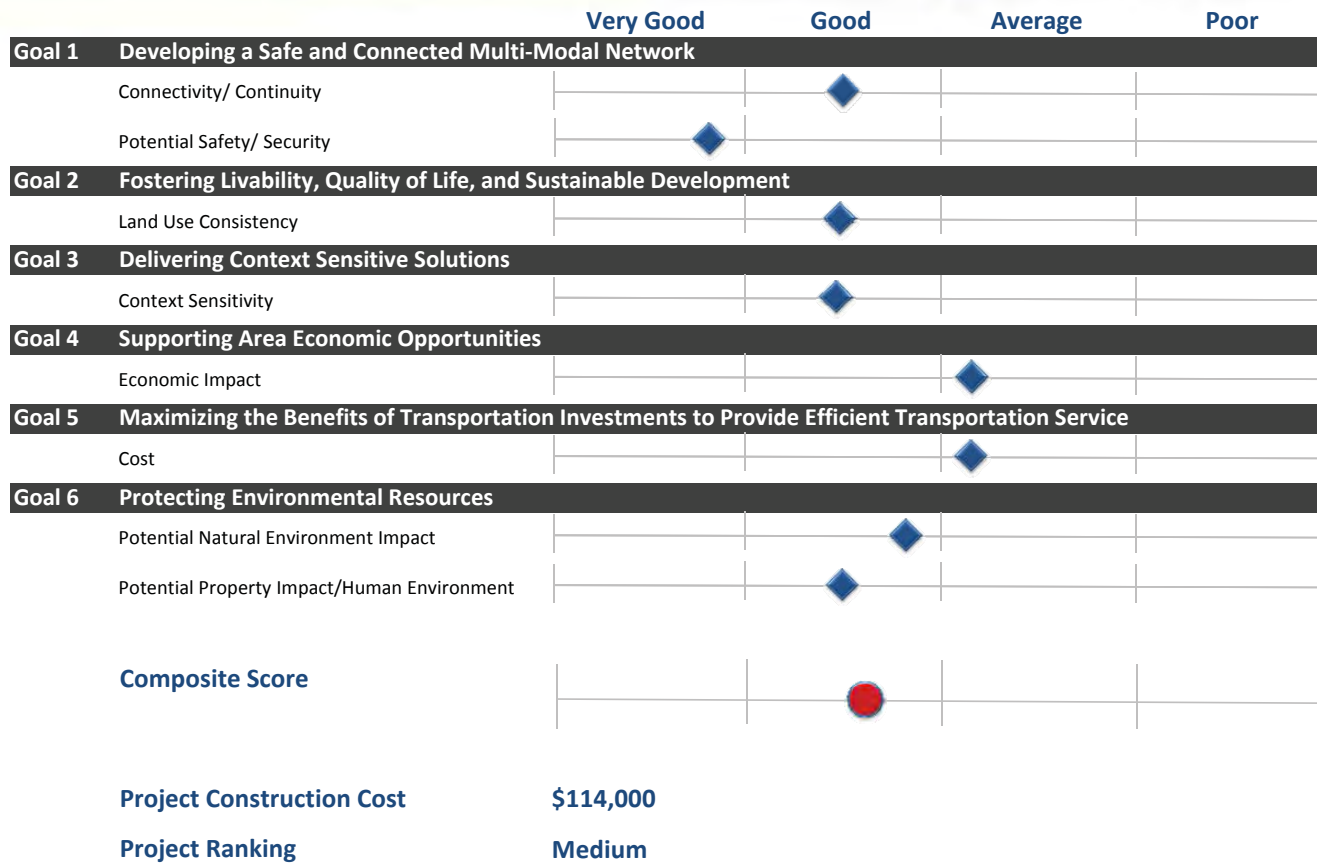 Very Good Good Average Poor
Goal 1 Developing a Safe and Connected Multi-Modal Network
Connectivity/ Continuity
Potential Safety/ Security
Goal 2 Fostering Livability, Quality of Life, and Sustainable Development
Land Use Consistency
Goal 3 Delivering Context Sensitive Solutions
Context Sensitivity
Goal 4 Supporting Area Economic Opportunities
Economic Impact
Goal 5 Maximizing the Benefits of Transportation Investments to Provide Efficient Transportation Service
Cost
Goal 6 Protecting Environmental Resources
Potential Natural Environment Impact
Potential Property Impact/Human Environment
Composite Score
Project Construction Cost $114,000
Project Ranking Medium